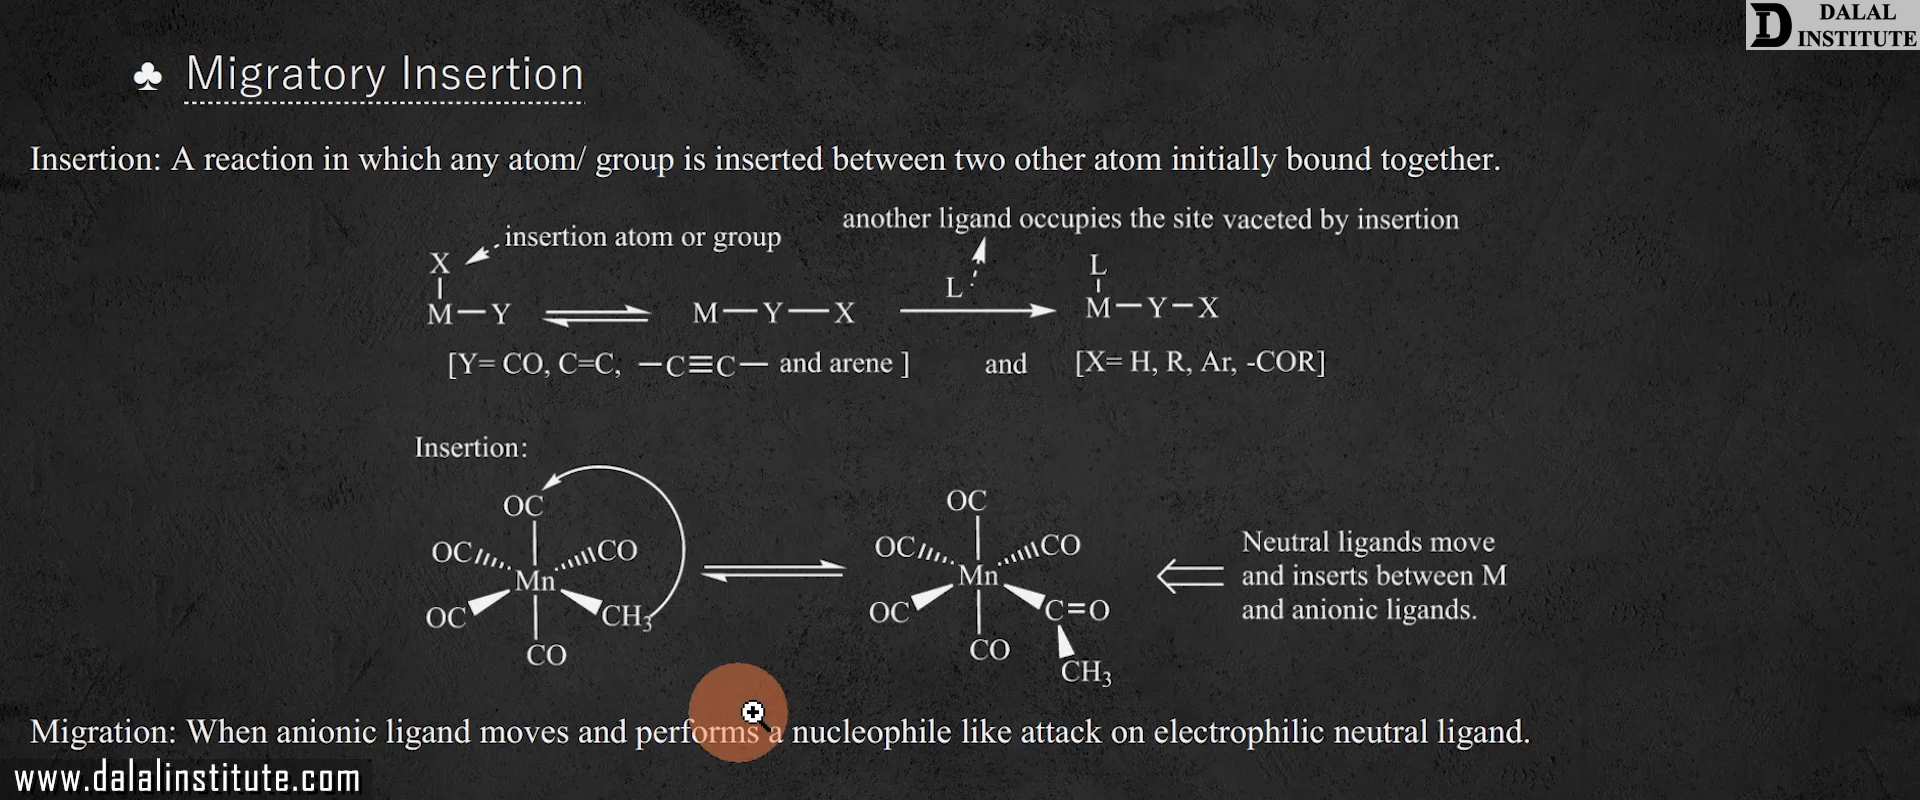 DALAL
INSTITUTE
♣ Migratory Insertion
Insertion: A reaction in which any atom/ group is inserted between two other atom initially bound together.
another ligand occupies the site vaceted by insertion
insertion atom or group
X
L
L
M—Y
M—Y—X
M—Y—X
[Y= CO, C=C, —C≡C— and arene ]
and
[X= H, R, Ar, -COR]
Insertion:
OC
OC
CO
Mn
OC
CH₃
CO
OC
OC
CO
Mn
OC
C=O
CO
CH₃
Neutral ligands move
and inserts between M
and anionic ligands.
Migration: When anionic ligand moves and performs a nucleophile like attack on electrophilic neutral ligand.
www.dalalinstitute.com